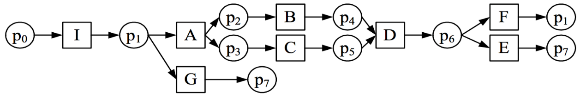 p0 I p1 A p2 B p4 D p6 F p1
p3 C p5 E p7
G p7